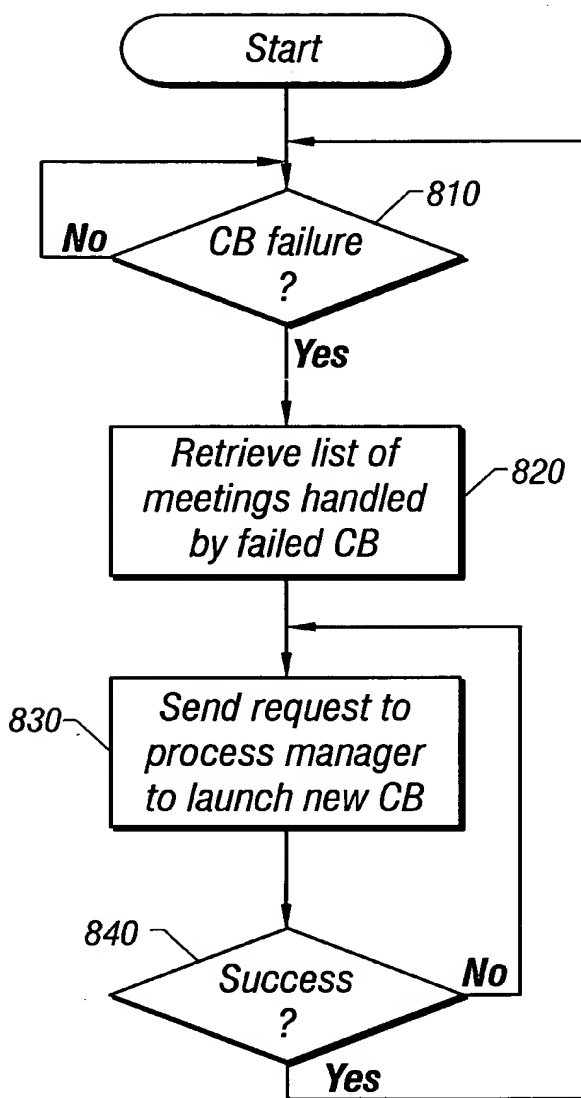 Start
810
CB failure
?
No
Yes
Retrieve list of
meetings handled
by failed CB
820
Send request to
process manager
to launch new CB
830
840
Success
?
No
Yes